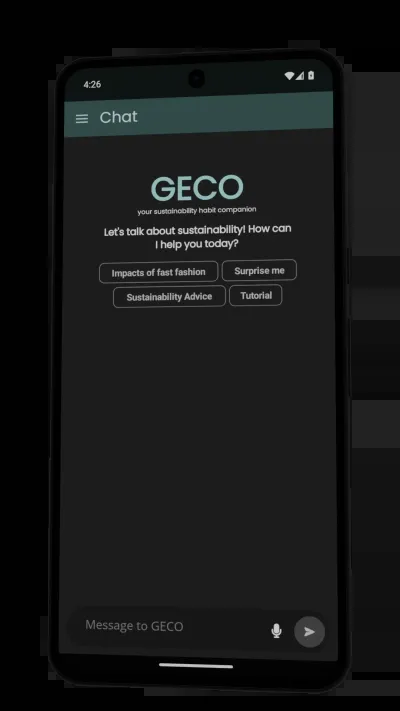 4:26
Chat
GECO
your sustainability habit companion
Let's talk about sustainability! How can
I help you today?
Impacts of fast fashion
Surprise me
Sustainability Advice
Tutorial
Message to GECO